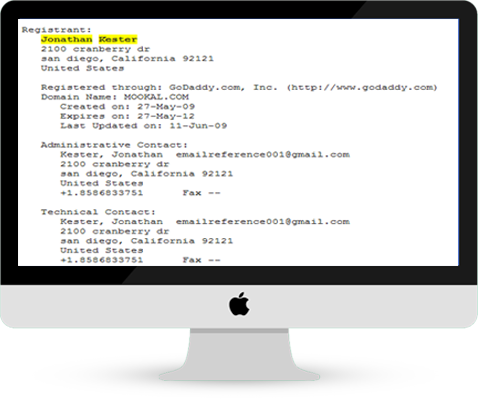 Registrant:
Jonathan Kester
2100 cranberry dr
san diego, California 92121
United States
Registered through: GoDaddy.com, Inc. (http://www.godaddy.com)
Domain Name: MOOKAL.COM
Created on: 27-May-09
Expires on: 27-May-12
Last Updated on: 11-Jun-09
Administrative Contact:
Kester, Jonathan emailreference001@gmail.com
2100 cranberry dr
san diego, California 92121
United States
+1.8586833751 Fax --
Technical Contact:
Kester, Jonathan emailreference001@gmail.com
2100 cranberry dr
san diego, California 92121
United States
+1.8586833751 Fax --